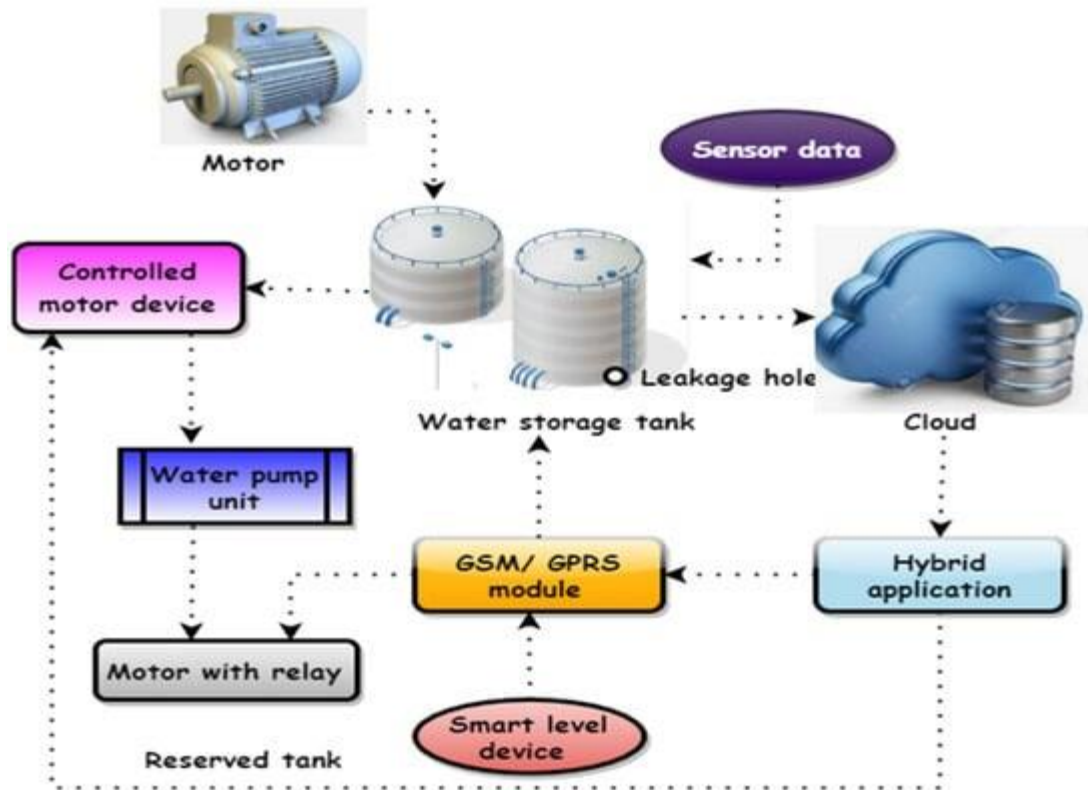 Motor
Sensor data
Controlled
motor device
Leakage hole
Water storage tank
Cloud
Water pump
unit
GSM/ GPRS
module
Hybrid
application
Motor with relay
Smart level
device
Reserved tank